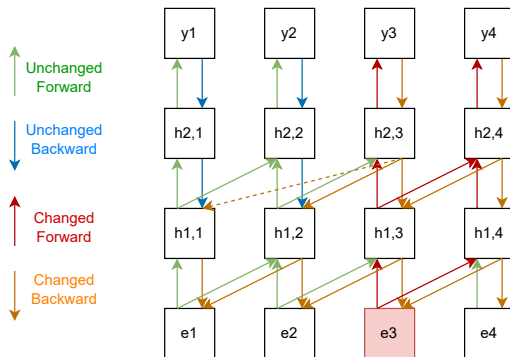 y1 y2 y3 y4
Unchanged
Forward
Unchanged
Backward
h2,1 h2,2 h2,3 h2,4
Changed
Forward
h1,1 h1,2 h1,3 h1,4
Changed
Backward
e1 e2 e3 e4